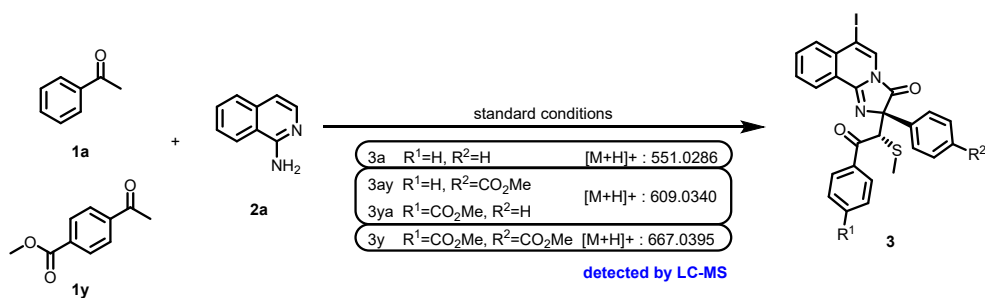 O
1a
+
O
O
O
1y
N
NH2
2a
standard conditions
3a R1=H, R2=H [M+H]+ : 551.0286
3ay R1=H, R2=CO2Me
[M+H]+ : 609.0340
3ya R1=CO2Me, R2=H
3y R1=CO2Me, R2=CO2Me [M+H]+ : 667.0395
detected by LC-MS
I
N
O
N
O
S
R2
R1
3